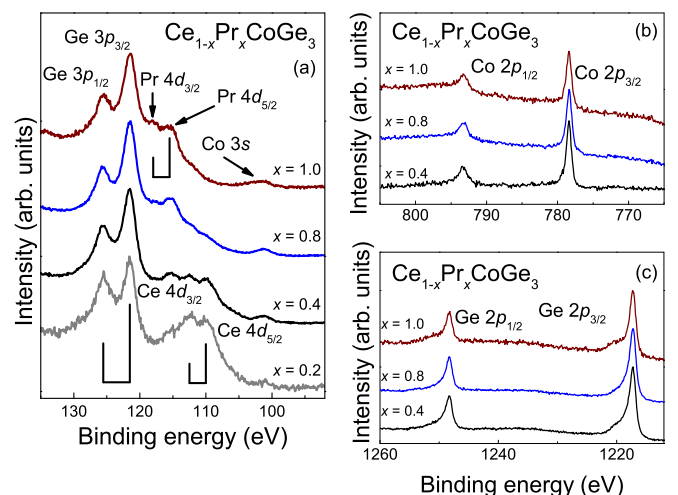 Ce1-xPrxCoGe3
(a)
Ge 3p3/2
Ge 3p1/2
Pr 4d3/2
Pr 4d5/2
Co 3s
x = 1.0
x = 0.8
x = 0.4
Ce 4d3/2
Ce 4d5/2
x = 0.2
Intensity (arb. units)
130 120 110 100
Binding energy (eV)
(b)
Ce1-xPrxCoGe3
x = 1.0
Co 2p1/2
Co 2p3/2
x = 0.8
x = 0.4
Intensity (arb. units)
800 790 780 770
Ce1-xPrxCoGe3
(c)
Ge 2p1/2
Ge 2p3/2
x = 1.0
x = 0.8
x = 0.4
Intensity (arb. units)
1260 1240 1220
Binding energy (eV)